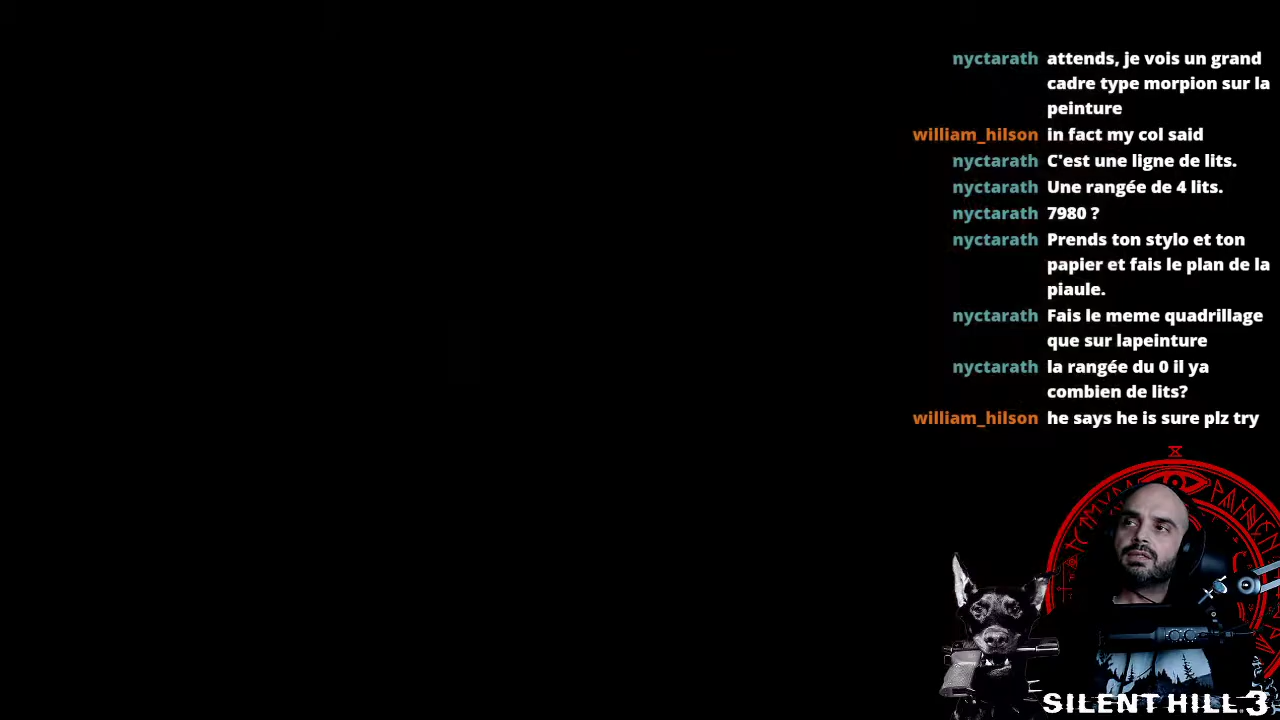 nyctarath attends, je vois un grand
cadre type morpion sur la
peinture
william_hilson in fact my col said
nyctarath C'est une ligne de lits.
nyctarath Une rangée de 4 lits.
nyctarath 7980 ?
nyctarath Prends ton stylo et ton
papier et fais le plan de la
piaule.
nyctarath Fais le meme quadrillage
que sur lapeinture
nyctarath la rangée du 0 il ya
combien de lits?
william_hilson he says he is sure plz try
SILENT HILL 3